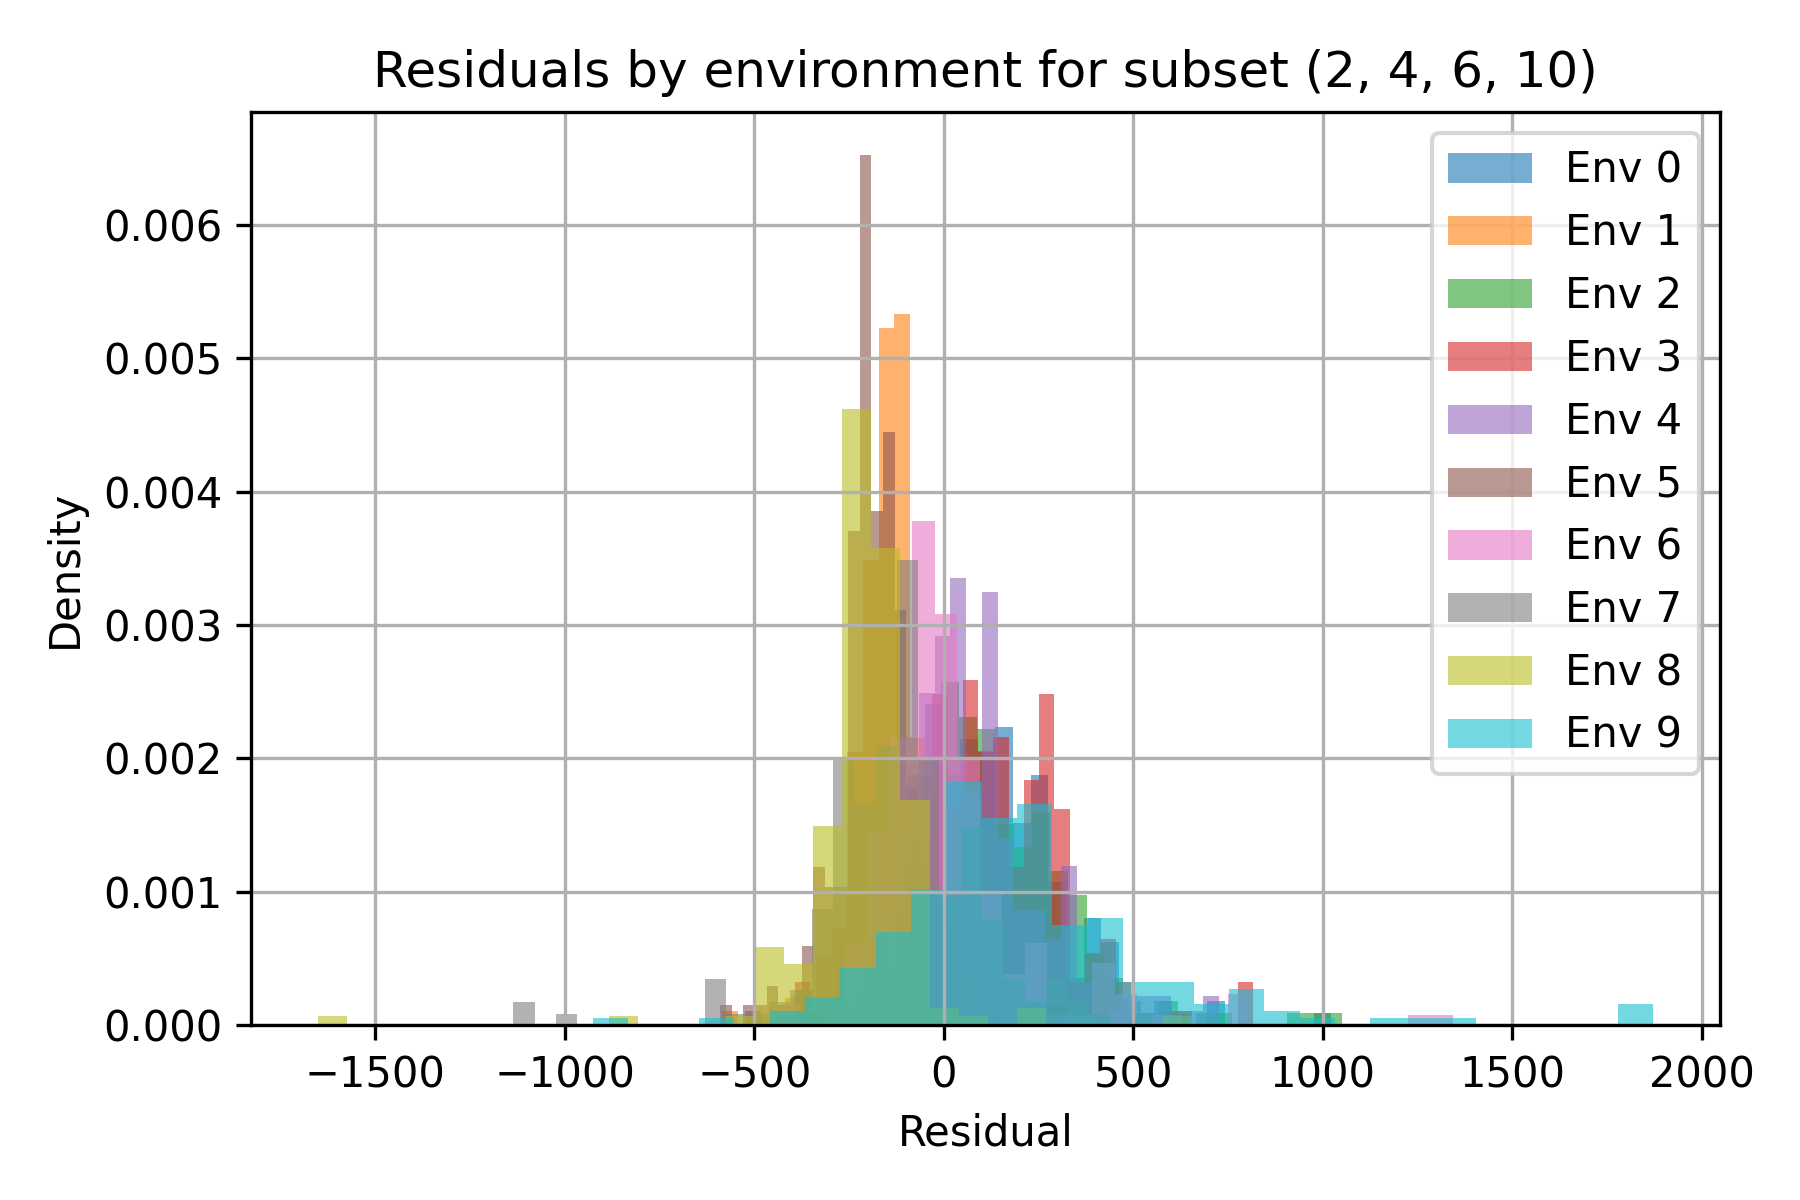 Residuals by environment for subset (2, 4, 6, 10)
Density
0.006
0.005
0.004
0.003
0.002
0.001
0.000
−1500
−1000
−500
0
500
1000
1500
2000
Residual
Env 0
Env 1
Env 2
Env 3
Env 4
Env 5
Env 6
Env 7
Env 8
Env 9